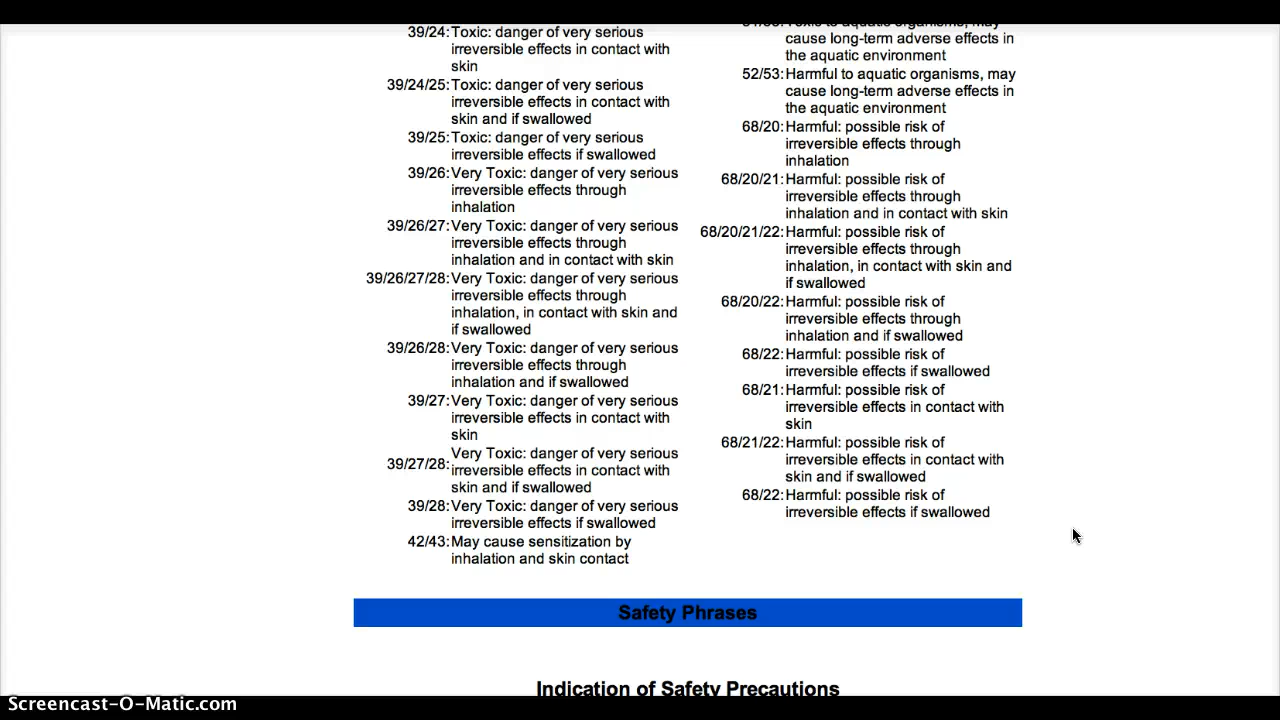 39/24: Toxic: danger of very serious
irreversible effects in contact with
skin
39/24/25: Toxic: danger of very serious
irreversible effects in contact with
skin and if swallowed
39/25: Toxic: danger of very serious
irreversible effects if swallowed
39/26: Very Toxic: danger of very serious
irreversible effects through
inhalation
39/26/27: Very Toxic: danger of very serious
irreversible effects through
inhalation and in contact with skin
39/26/27/28: Very Toxic: danger of very serious
irreversible effects through
inhalation, in contact with skin and
if swallowed
39/26/28: Very Toxic: danger of very serious
irreversible effects through
inhalation and if swallowed
39/27: Very Toxic: danger of very serious
irreversible effects in contact with
skin
39/27/28: Very Toxic: danger of very serious
irreversible effects in contact with
skin and if swallowed
39/28: Very Toxic: danger of very serious
irreversible effects if swallowed
42/43: May cause sensitization by
inhalation and skin contact
to aquatic organisms, may
cause long-term adverse effects in
the aquatic environment
52/53: Harmful to aquatic organisms, may
cause long-term adverse effects in
the aquatic environment
68/20: Harmful: possible risk of
irreversible effects through
inhalation
68/20/21: Harmful: possible risk of
irreversible effects through
inhalation and in contact with skin
68/20/21/22: Harmful: possible risk of
irreversible effects through
inhalation, in contact with skin and
if swallowed
68/20/22: Harmful: possible risk of
irreversible effects through
inhalation and if swallowed
68/22: Harmful: possible risk of
irreversible effects if swallowed
68/21: Harmful: possible risk of
irreversible effects in contact with
skin
68/21/22: Harmful: possible risk of
irreversible effects in contact with
skin and if swallowed
68/22: Harmful: possible risk of
irreversible effects if swallowed
Safety Phrases
Indication of Safety Precautions
Screencast-O-Matic.com